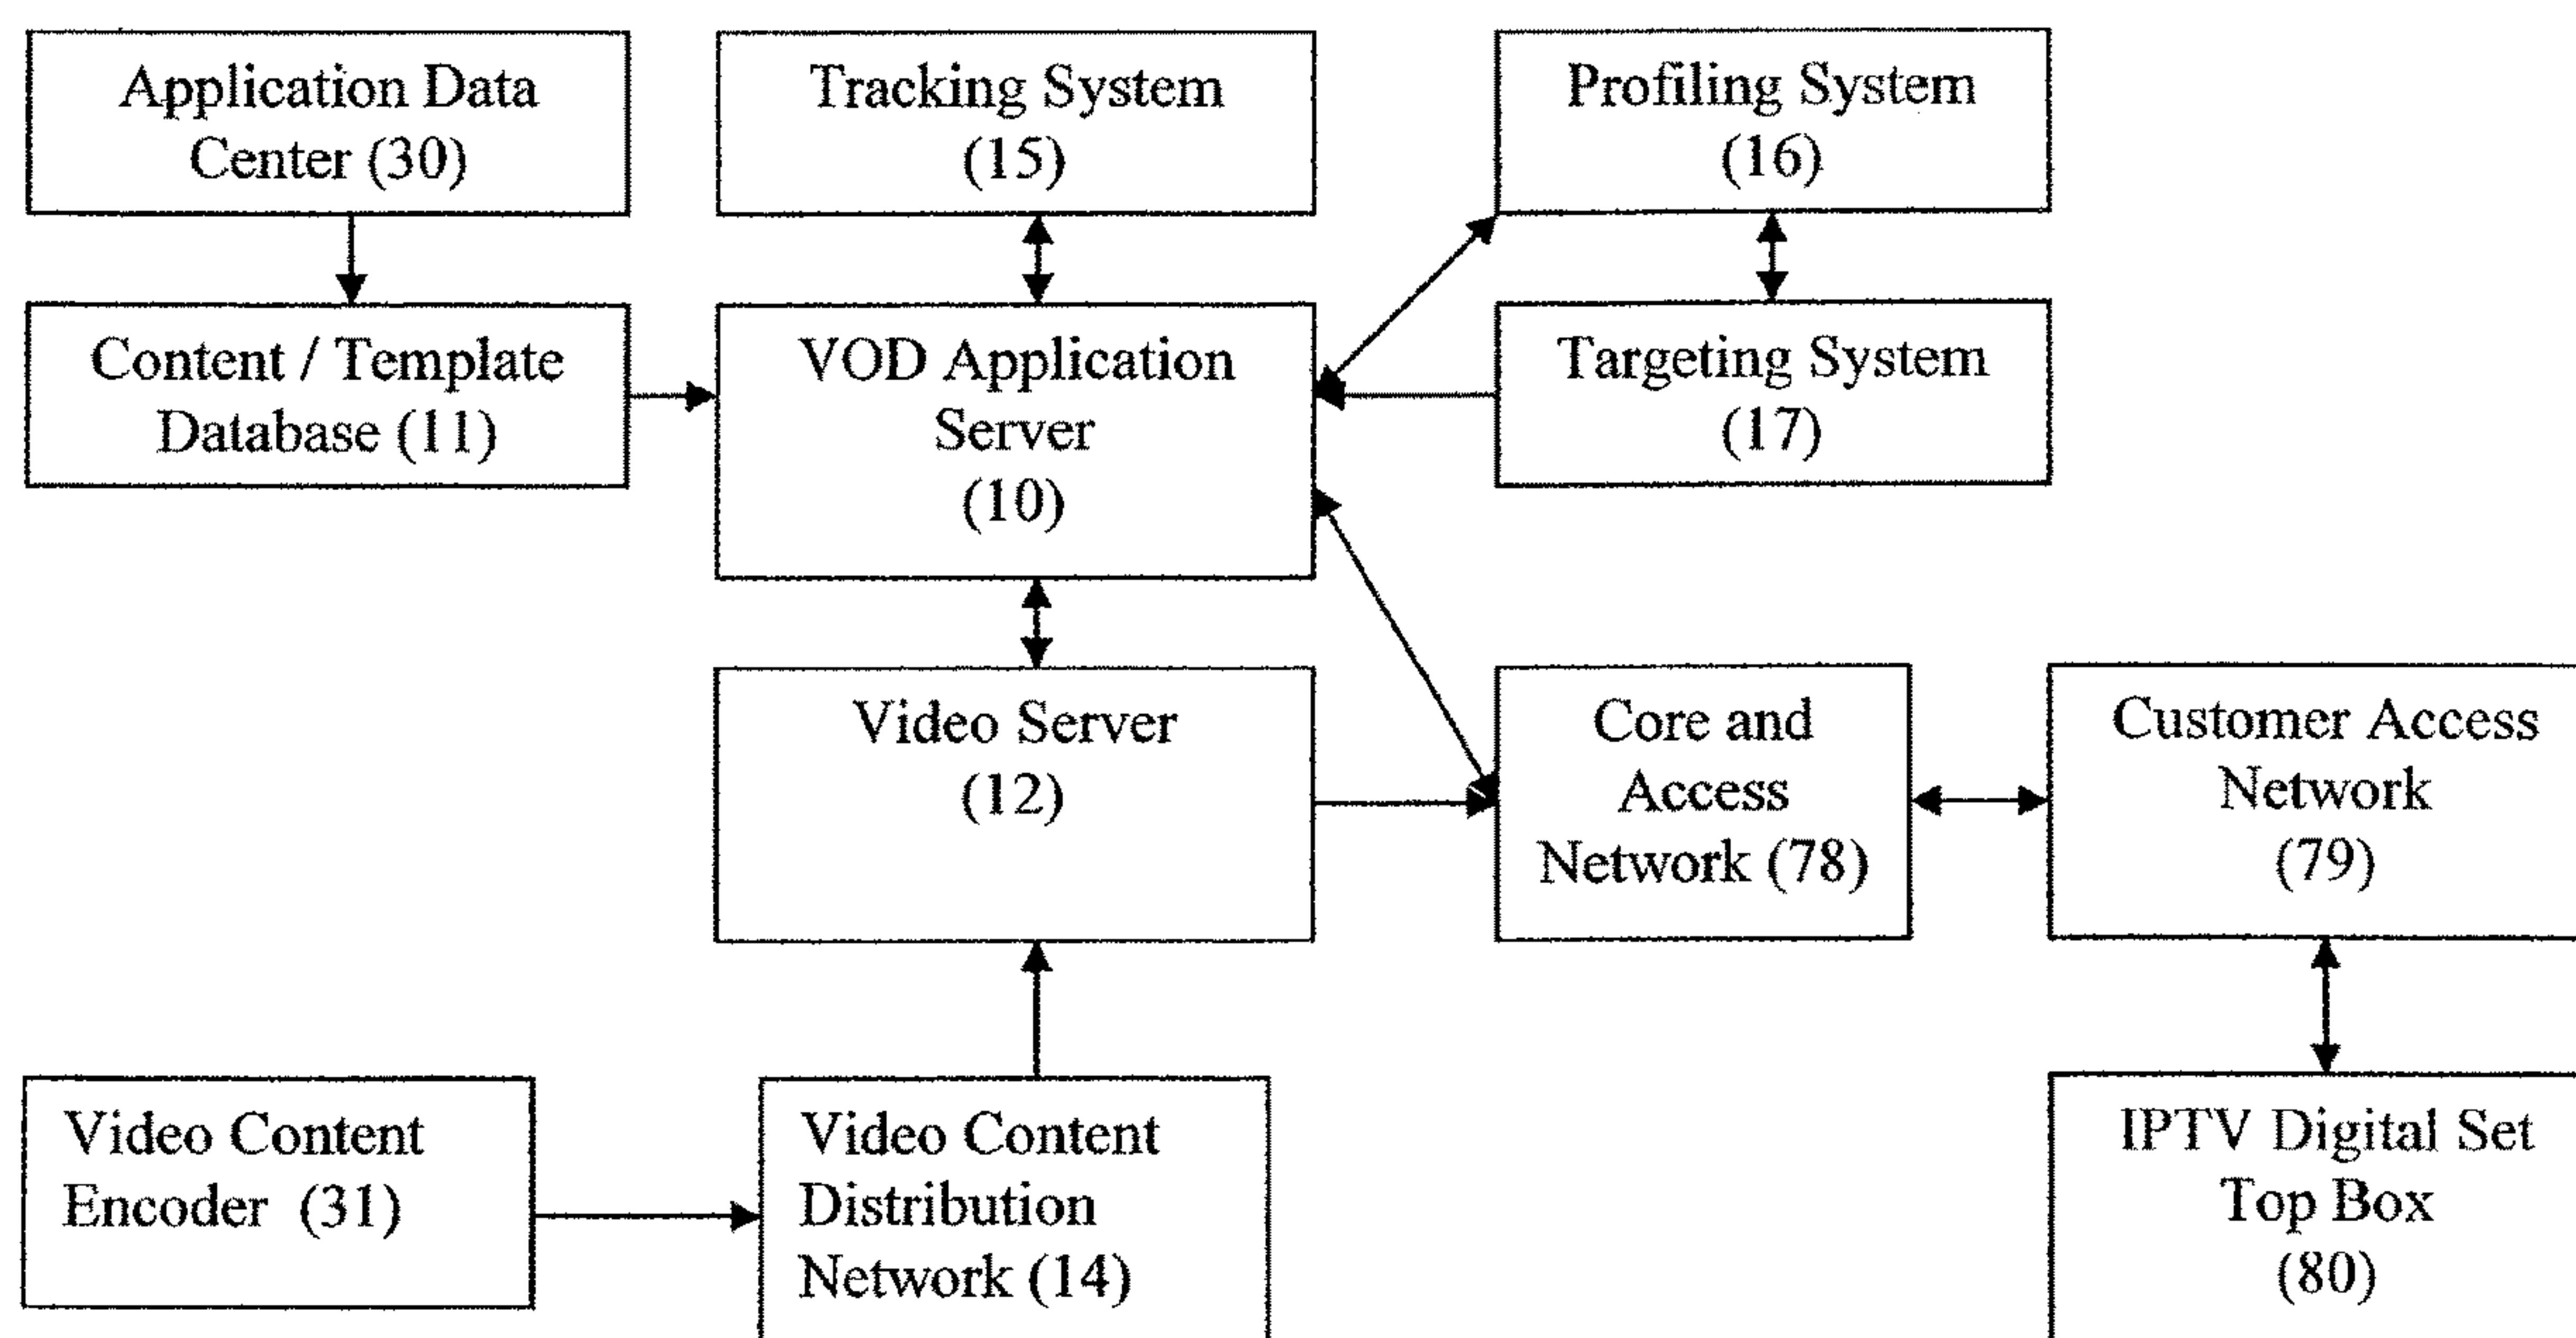 Application Data
Center (30)
Tracking System
(15)
Profiling System
(16)
Content / Template
Database (11)
VOD Application
Server
(10)
Targeting System
(17)
Video Server
(12)
Core and
Access
Network (78)
Customer Access
Network
(79)
Video Content
Encoder (31)
Video Content
Distribution
Network (14)
IPTV Digital Set
Top Box
(80)